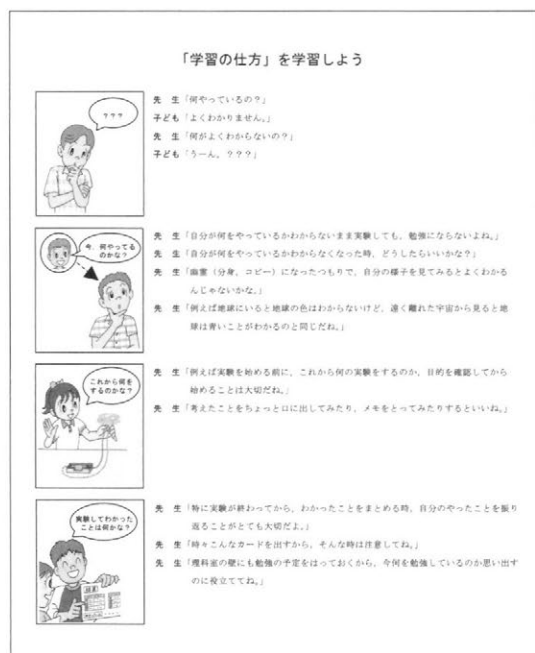 「学習の仕方」を学習しよう
???
先 生「何やっているの？」
子ども「よくわかりません。」
先 生「何がよくわからないの？」
子ども「うーん、???」
今、何やってる
のかな？
先 生「自分が何をやっているかわからないまま実験しても、勉強にならないよね。」
先 生「自分が何をやっているかわからなくなった時、どうしたらいいかな？」
先 生「幽霊（分身、コピー）になったつもりで、自分の様子を見てみるとよくわかる
んじゃないかな。」
先 生「例えば地球にいると地球の色はわからないけど、遠く離れた宇宙から見ると地
球は青いことがわかるのと同じだね。」
これから何を
するのかな？
先 生「例えば実験を始める前に、これから何の実験をするのか、目的を確認してから
始めることは大切だね。」
先 生「考えたことをちょっと口に出してみたり、メモをとってみたりするといいね。」
実験してわかった
ことは何かな？
先 生「特に実験が終わってから、わかったことをまとめる時、自分のやったことを振り
返ることがとても大切だよ。」
先 生「時々こんなカードを出すから、そんな時は注意してね。」
先 生「理科室の壁にも勉強の予定をはっておくから、今何を勉強しているのか思い出す
のに役立ててね。」